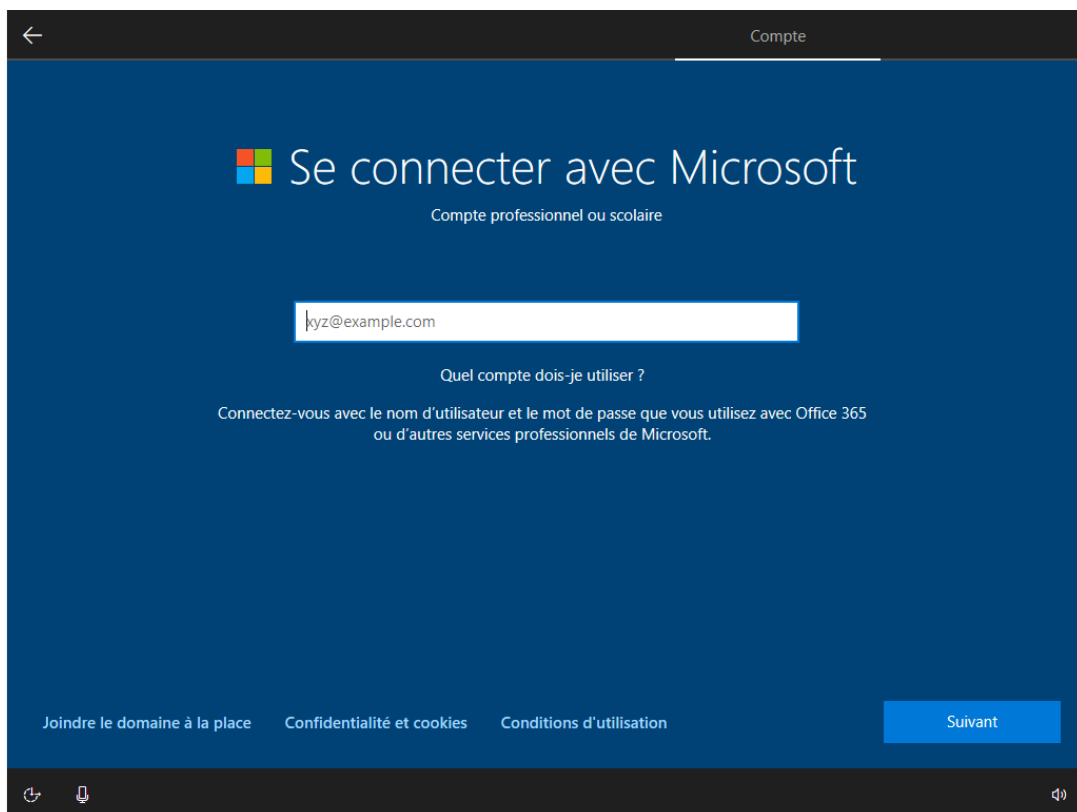 Compte
Se connecter avec Microsoft
Compte professionnel ou scolaire
xyz@example.com
Quel compte dois-je utiliser ?
Connectez-vous avec le nom d'utilisateur et le mot de passe que vous utilisez avec Office 365
ou d'autres services professionnels de Microsoft.
Joindre le domaine à la place Confidentialité et cookies Conditions d'utilisation Suivant